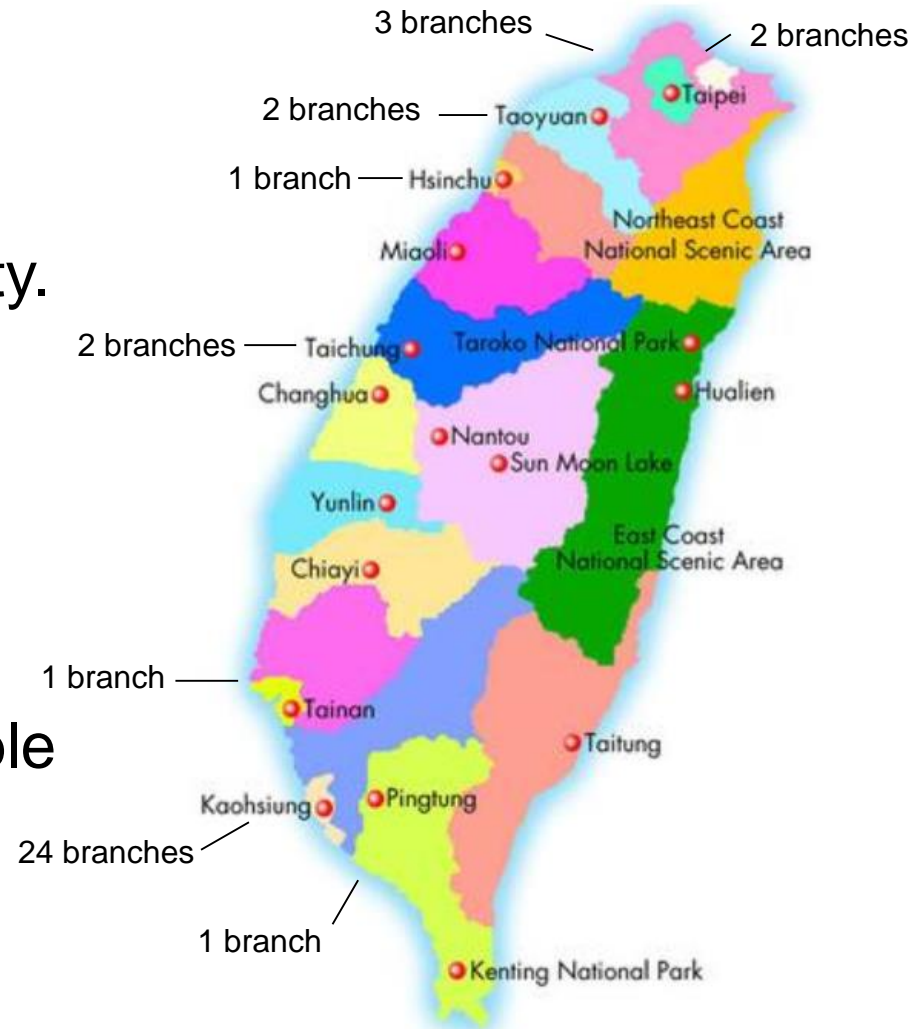 3 branches
2 branches
Taipei
2 branches
Taoyuan
1 branch
Hsinchu
Northeast Coast
National Scenic Area
Miaoli
ty.
2 branches
Taichung
Taroko National Park
Changhua
Hualien
Nantou
Sun Moon Lake
Yunlin
East Coast
National Scenic Area
Chiayi
1 branch
Tainan
ole
Taitung
Kaohsiung
Pingtung
24 branches
1 branch
Kenting National Park